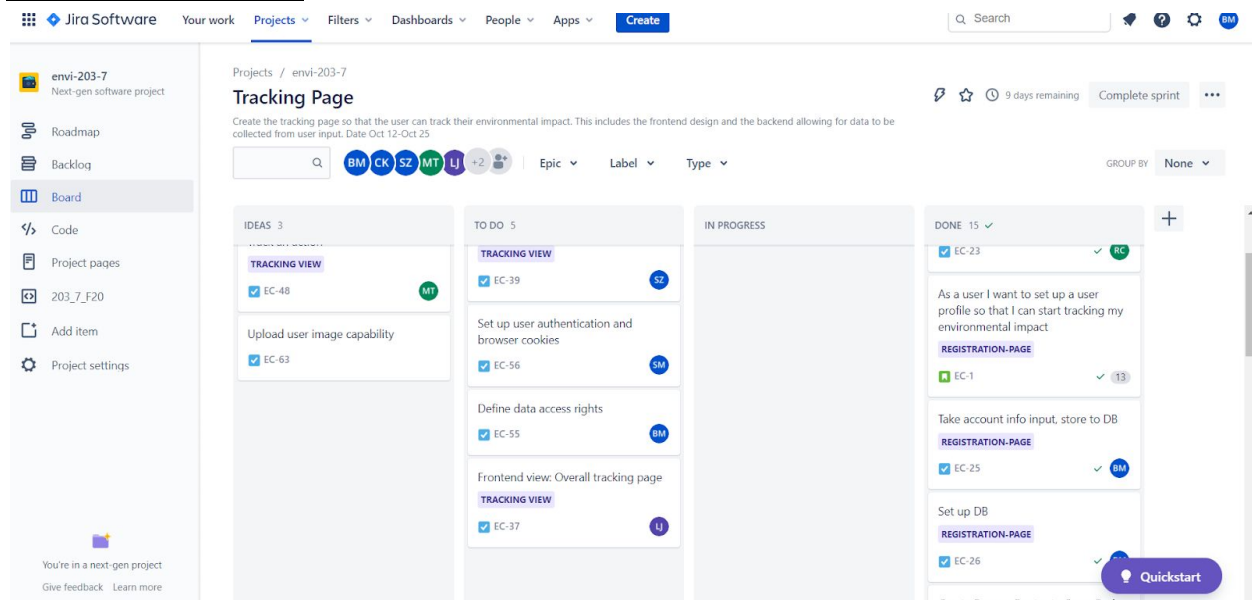 Jira Software
Your work
Projects
Filters
Dashboards
People
Apps
Create
Search
BM
envi-203-7
Next-gen software project
Roadmap
Backlog
Board
Code
Project pages
203_7_F20
Add item
Project settings
You're in a next-gen project
Give feedback Learn more
Projects / envi-203-7
Tracking Page
9 days remaining
Complete sprint
Create the tracking page so that the user can track their environmental impact. This includes the frontend design and the backend allowing for data to be
collected from user input. Date Oct 12-Oct 25
BM CK SZ MT LJ +2
Epic
Label
Type
GROUP BY
None
IDEAS 3
TRACKING VIEW
EC-48
MT
Upload user image capability
EC-63
TO DO 5
TRACKING VIEW
EC-39
SZ
Set up user authentication and
browser cookies
EC-56
SM
Define data access rights
EC-55
BM
Frontend view: Overall tracking page
TRACKING VIEW
EC-37
LJ
IN PROGRESS
DONE 15
EC-23
RC
As a user I want to set up a user
profile so that I can start tracking my
environmental impact
REGISTRATION-PAGE
EC-1
13
Take account info input, store to DB
REGISTRATION-PAGE
EC-25
BM
Set up DB
REGISTRATION-PAGE
EC-26
Quickstart